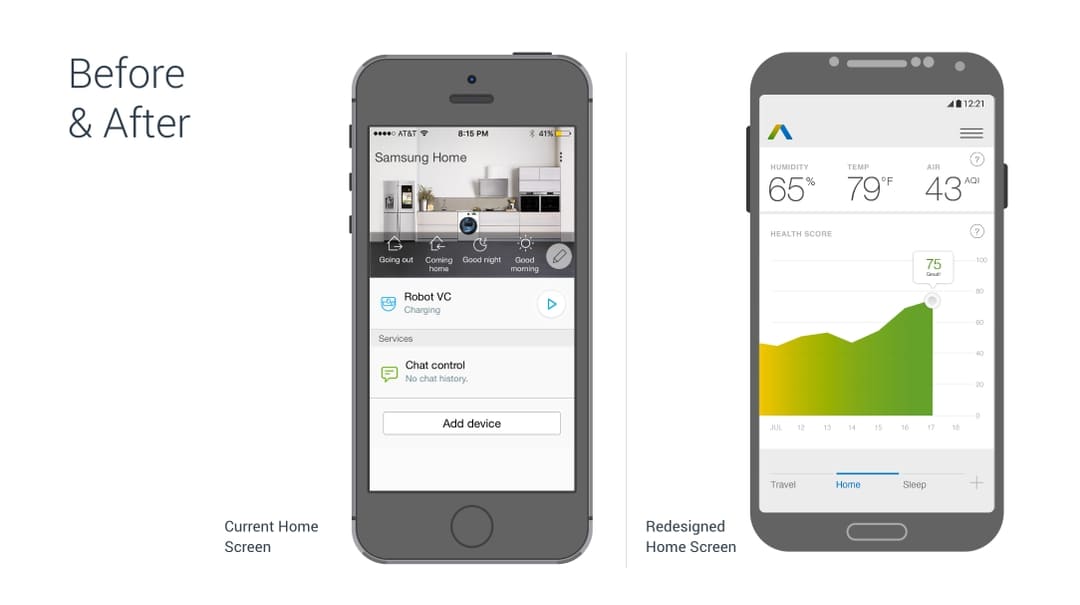 Before
& After
AT&T
8:15 PM
41%
Samsung Home
Going out
Coming
home
Good night
Good
morning
Robot VC
Charging
Services
Chat control
No chat history.
Add device
Current Home
Screen
12:21
?
HUMIDITY
TEMP
AIR
65%
79°F
43 AQI
HEALTH SCORE
?
75
Great!
100
80
60
40
20
0
JUL 12 13 14 15 16 17 18
Travel
Home
Sleep
Redesigned
Home Screen